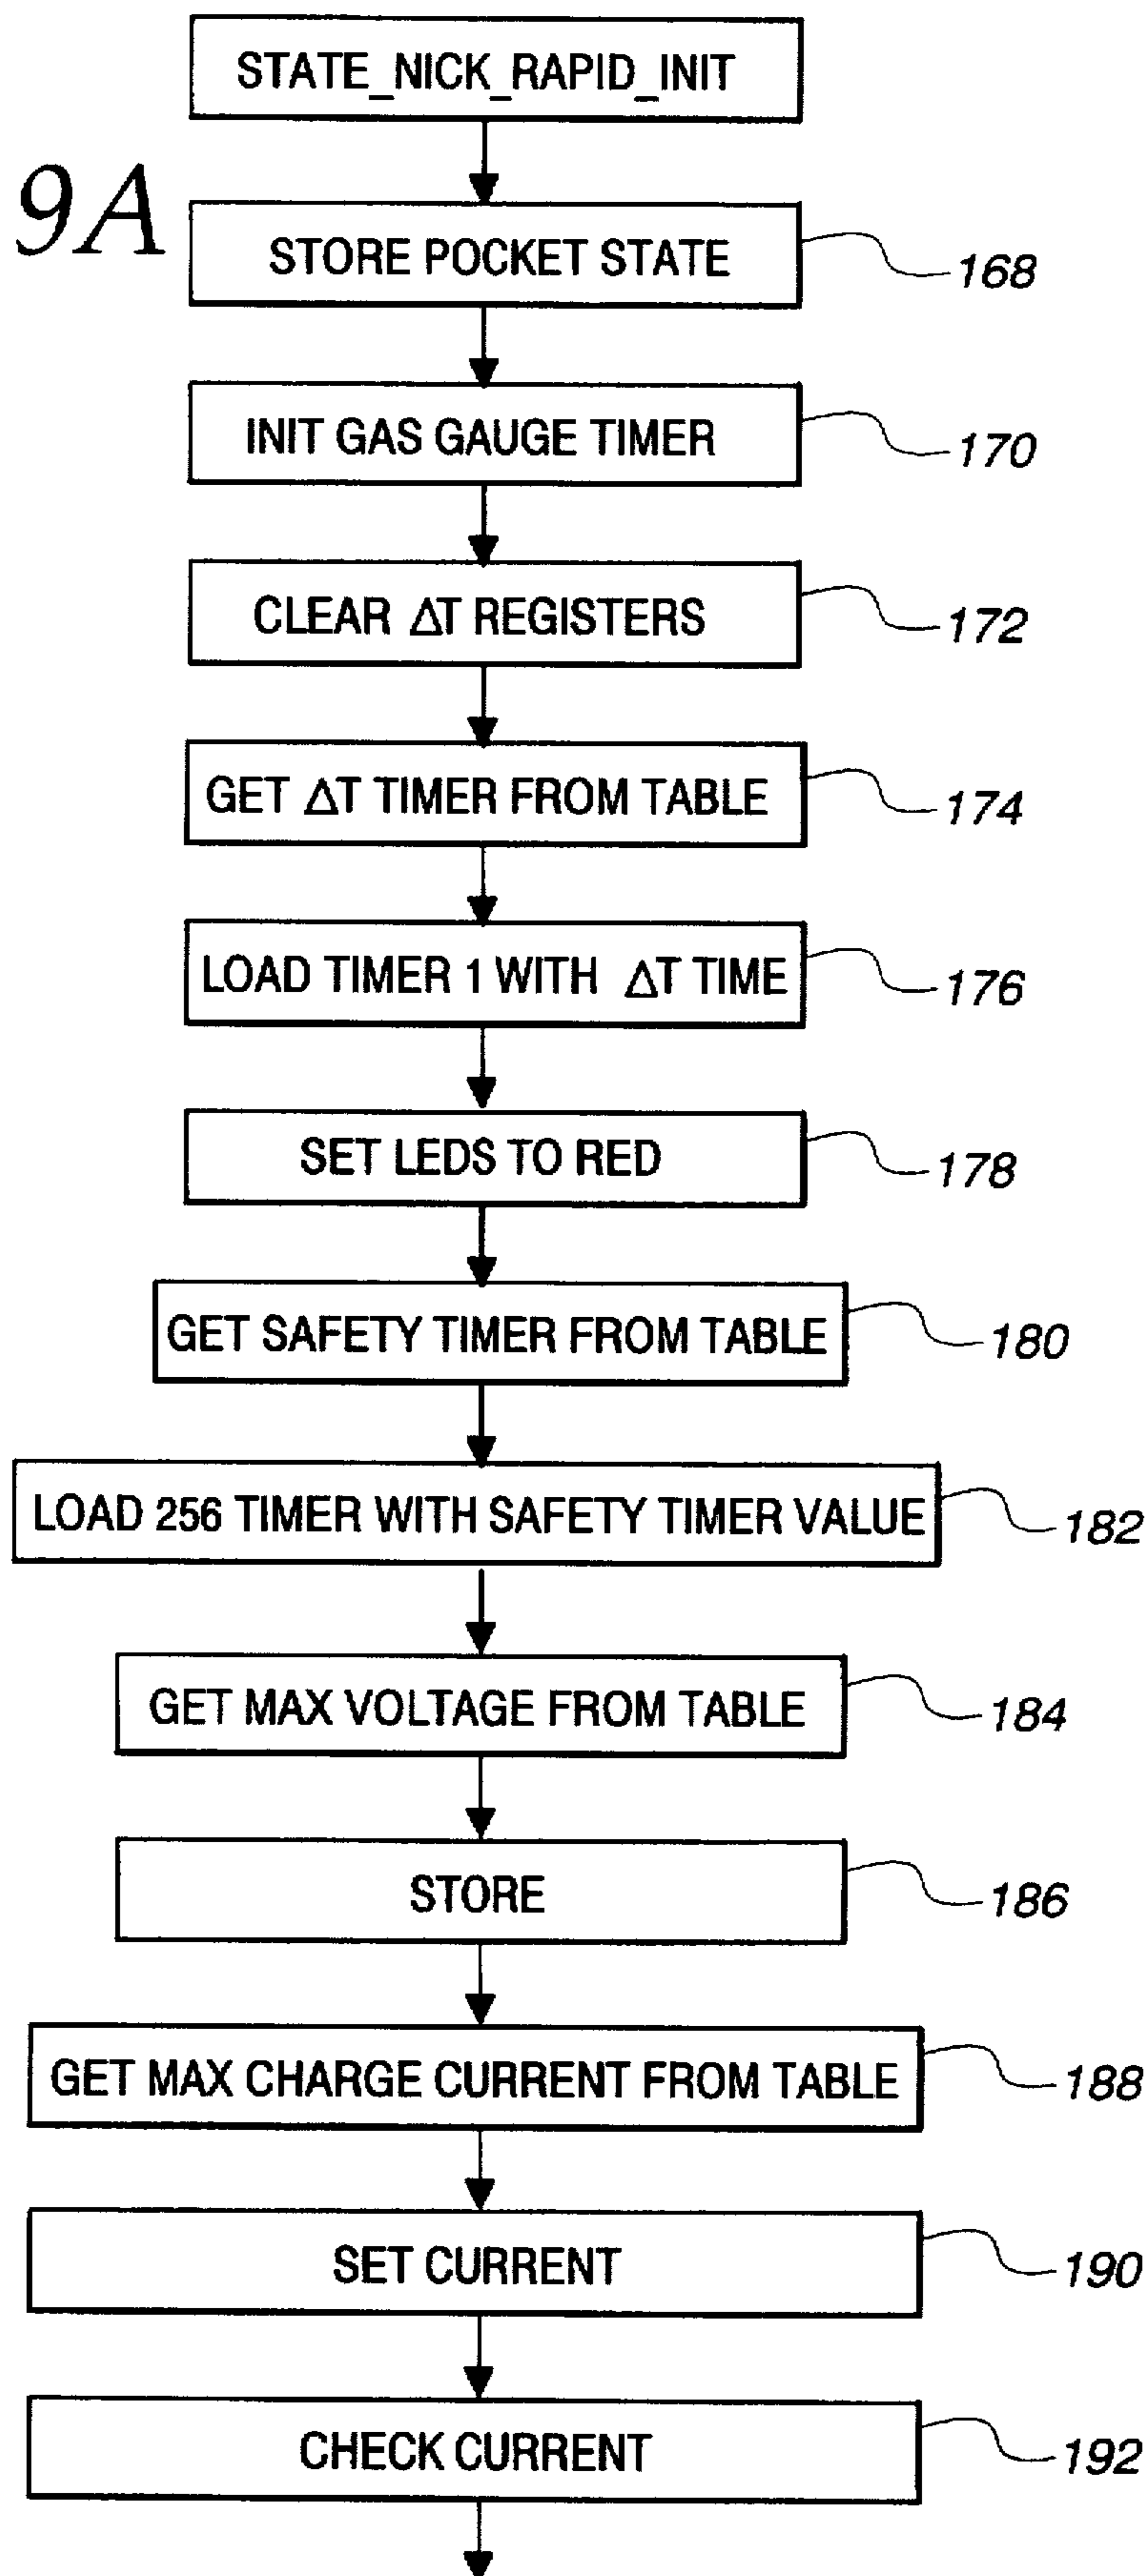 STATE_NICK_RAPID_INIT
9A
STORE POCKET STATE 168
INIT GAS GAUGE TIMER 170
CLEAR ΔT REGISTERS 172
GET ΔT TIMER FROM TABLE 174
LOAD TIMER 1 WITH ΔT TIME 176
SET LEDS TO RED 178
GET SAFETY TIMER FROM TABLE 180
LOAD 256 TIMER WITH SAFETY TIMER VALUE 182
GET MAX VOLTAGE FROM TABLE 184
STORE 186
GET MAX CHARGE CURRENT FROM TABLE 188
SET CURRENT 190
CHECK CURRENT 192